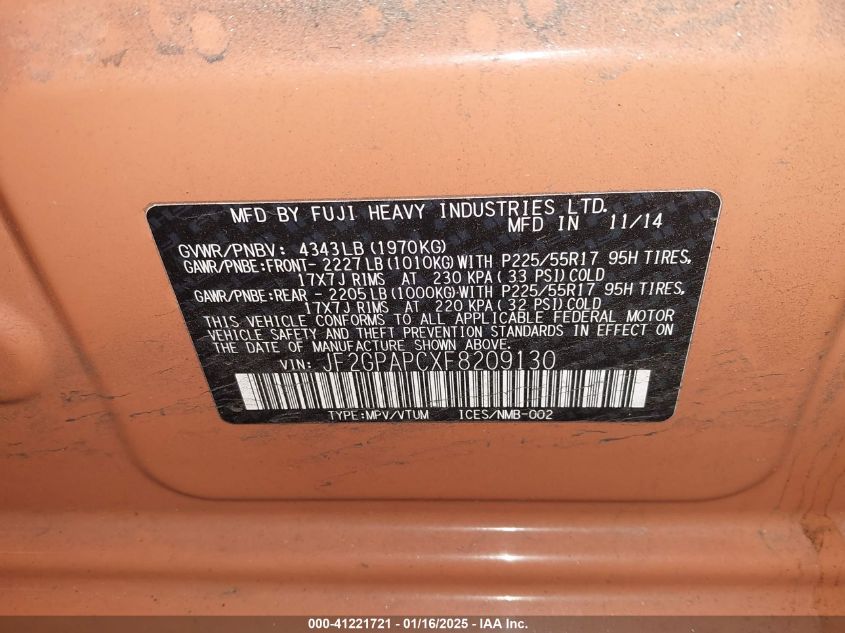 MFD BY FUJI HEAVY INDUSTRIES LTD.
MFD IN 11/14
GVWR/PNBV: 4343LB (1970KG)
GAWR/PNBE:FRONT- 2227LB (1010KG) WITH P225/55R17 95H TIRES,
17X7J RIMS AT 230 KPA (33 PSI) COLD
GAWR/PNBE:REAR - 2205LB (1000KG) WITH P225/55R17 95H TIRES,
17X7J RIMS AT 220 KPA (32 PSI) COLD
THIS VEHICLE CONFORMS TO ALL APPLICABLE FEDERAL MOTOR
VEHICLE SAFETY AND THEFT PREVENTION STANDARDS IN EFFECT ON
THE DATE OF MANUFACTURE SHOWN ABOVE.
VIN: JF2GPAPCXF8209130
TYPE:MPV/VTUM ICES/NMB-002
000-41221721 - 01/16/2025 - IAA Inc.